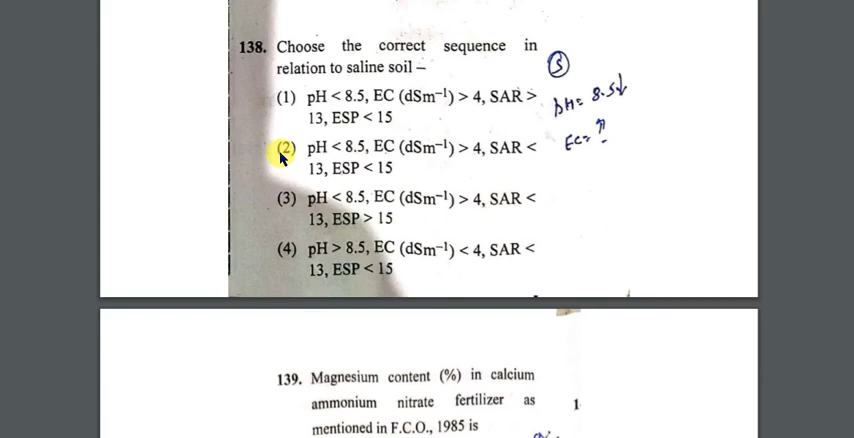 138. Choose the correct sequence in
relation to saline soil –
(1) pH < 8.5, EC (dSm⁻¹) > 4, SAR >
13, ESP < 15
(2) pH < 8.5, EC (dSm⁻¹) > 4, SAR <
13, ESP < 15
(3) pH < 8.5, EC (dSm⁻¹) > 4, SAR <
13, ESP > 15
(4) pH > 8.5, EC (dSm⁻¹) < 4, SAR <
13, ESP < 15
pH = 8.5↓
EC =
139. Magnesium content (%) in calcium
ammonium nitrate fertilizer as
mentioned in F.C.O., 1985 is
1